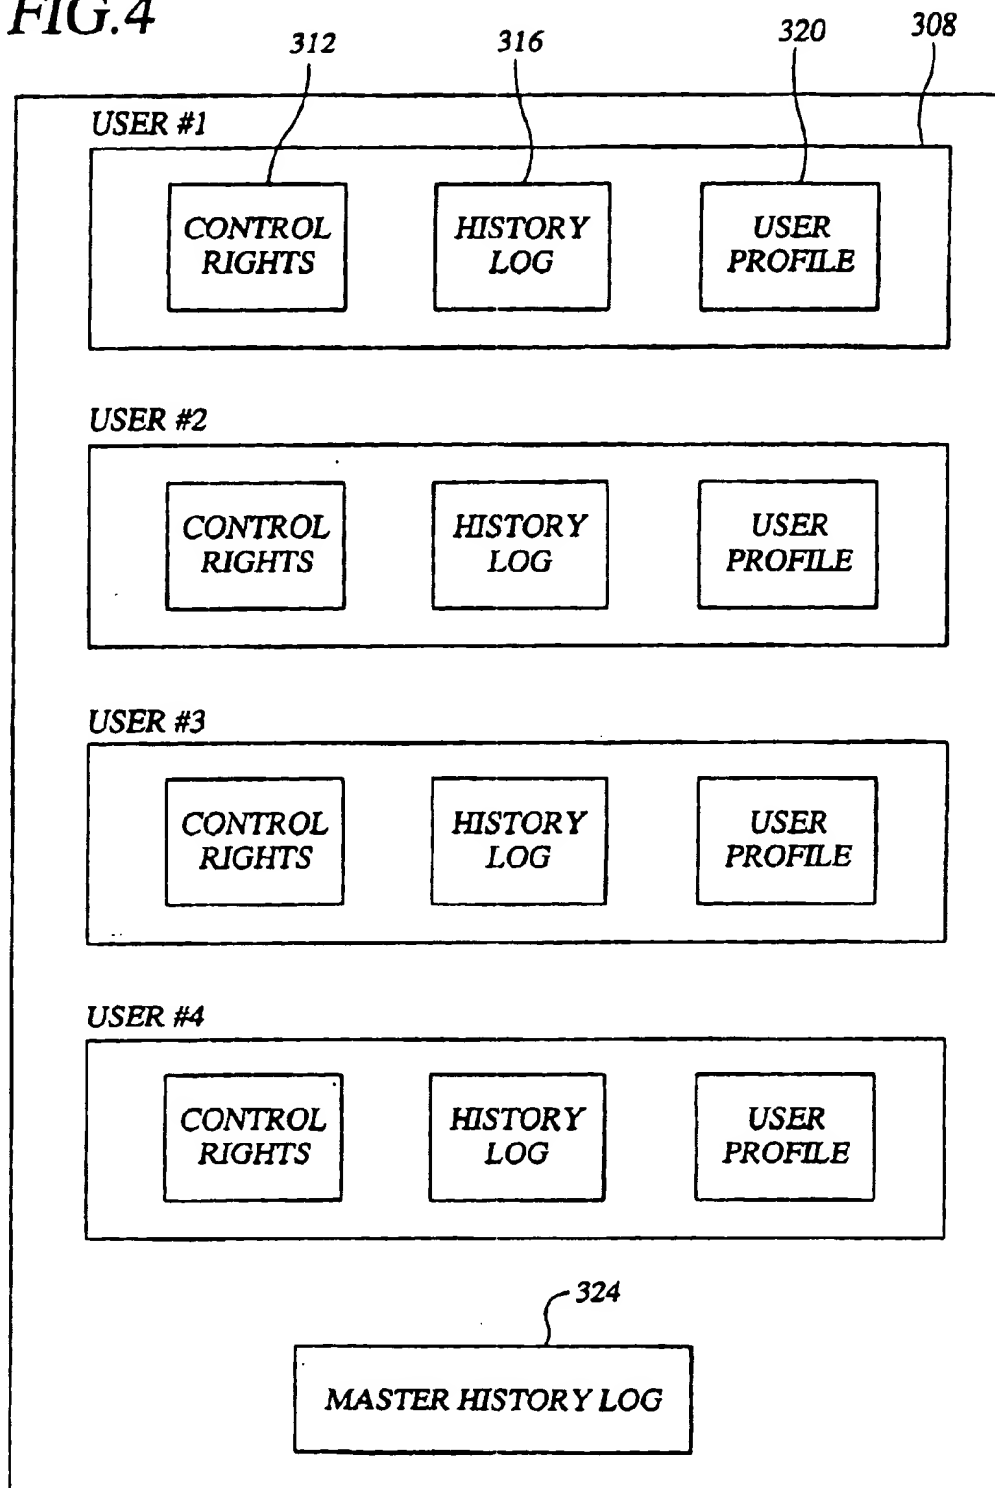 FIG.4
312 316 320 308
USER #1
CONTROL RIGHTS
HISTORY LOG
USER PROFILE
USER #2
CONTROL RIGHTS
HISTORY LOG
USER PROFILE
USER #3
CONTROL RIGHTS
HISTORY LOG
USER PROFILE
USER #4
CONTROL RIGHTS
HISTORY LOG
USER PROFILE
324
MASTER HISTORY LOG